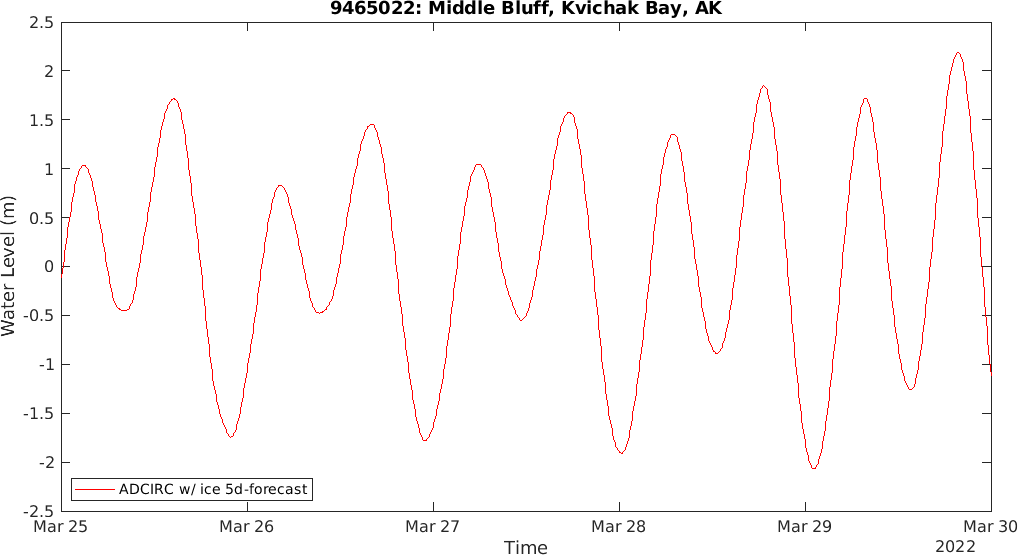 9465022: Middle Bluff, Kvichak Bay, AK
2.5
2
1.5
1
0.5
0
-0.5
-1
-1.5
-2
-2.5
Water Level (m)
ADCIRC w/ ice 5d-forecast
Mar 25 Mar 26 Mar 27 Mar 28 Mar 29 Mar 30
Time
2022